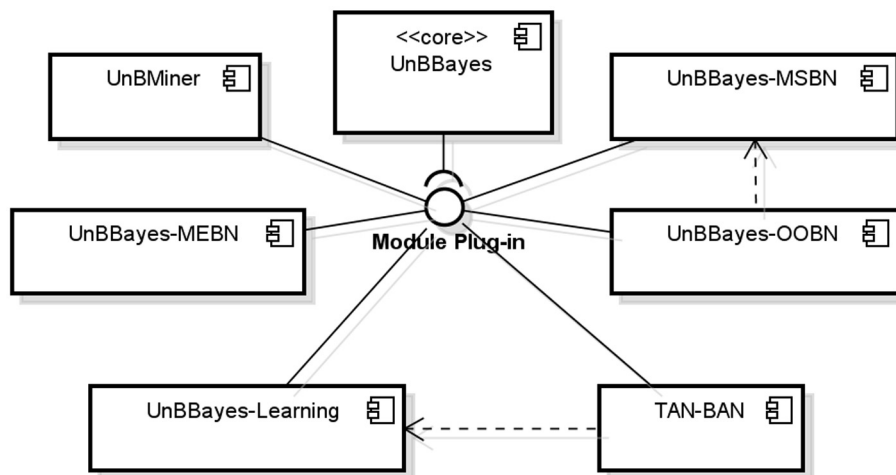 <<core>>
UnBBayes
UnBMiner
UnBBayes-MSBN
UnBBayes-MEBN
Module Plug-in
UnBBayes-OOBN
UnBBayes-Learning
TAN-BAN